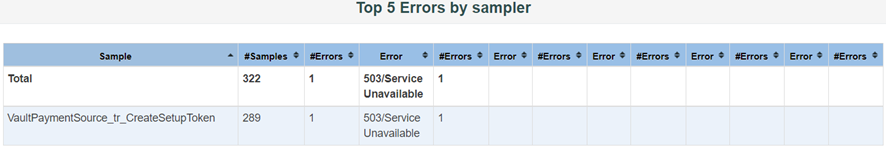 Top 5 Errors by sampler
Sample #Samples #Errors Error #Errors Error #Errors Error #Errors Error #Errors Error #Errors
Total 322 1 503/Service Unavailable 1
VaultPaymentSource_tr_CreateSetupToken 289 1 503/Service Unavailable 1